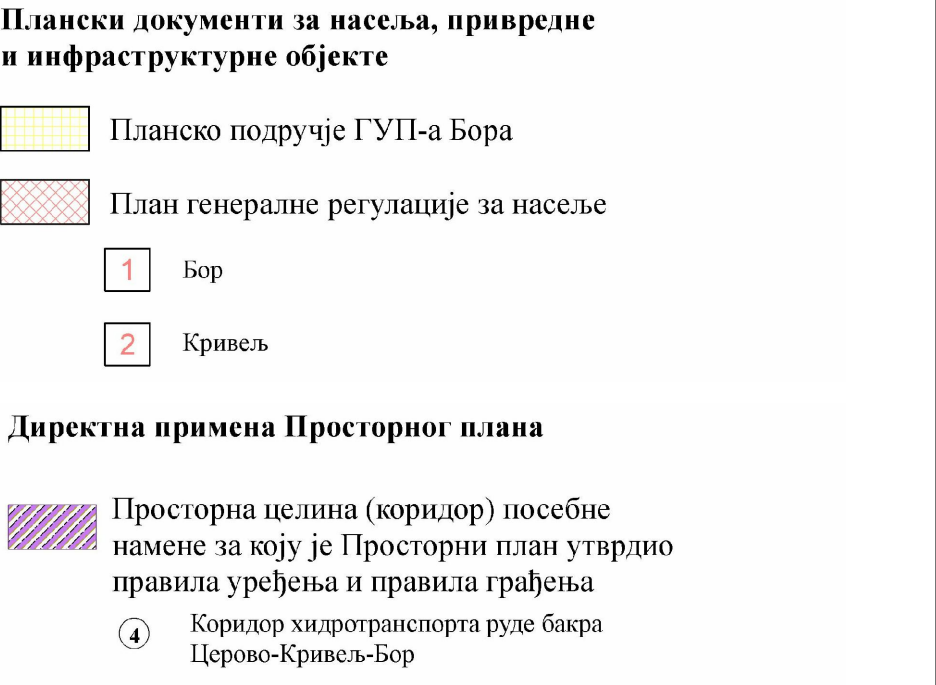 Плански документи за насеља, привредне
и инфраструктурне објекте
Планско подручје ГУП-а Бора
План генералне регулације за насеље
1 Бор
2 Кривељ
Директна примена Просторног плана
Просторна целина (коридор) посебне
намене за коју је Просторни план утврдио
правила уређења и правила грађења
4 Коридор хидротранспорта руде бакра
Церово-Кривељ-Бор